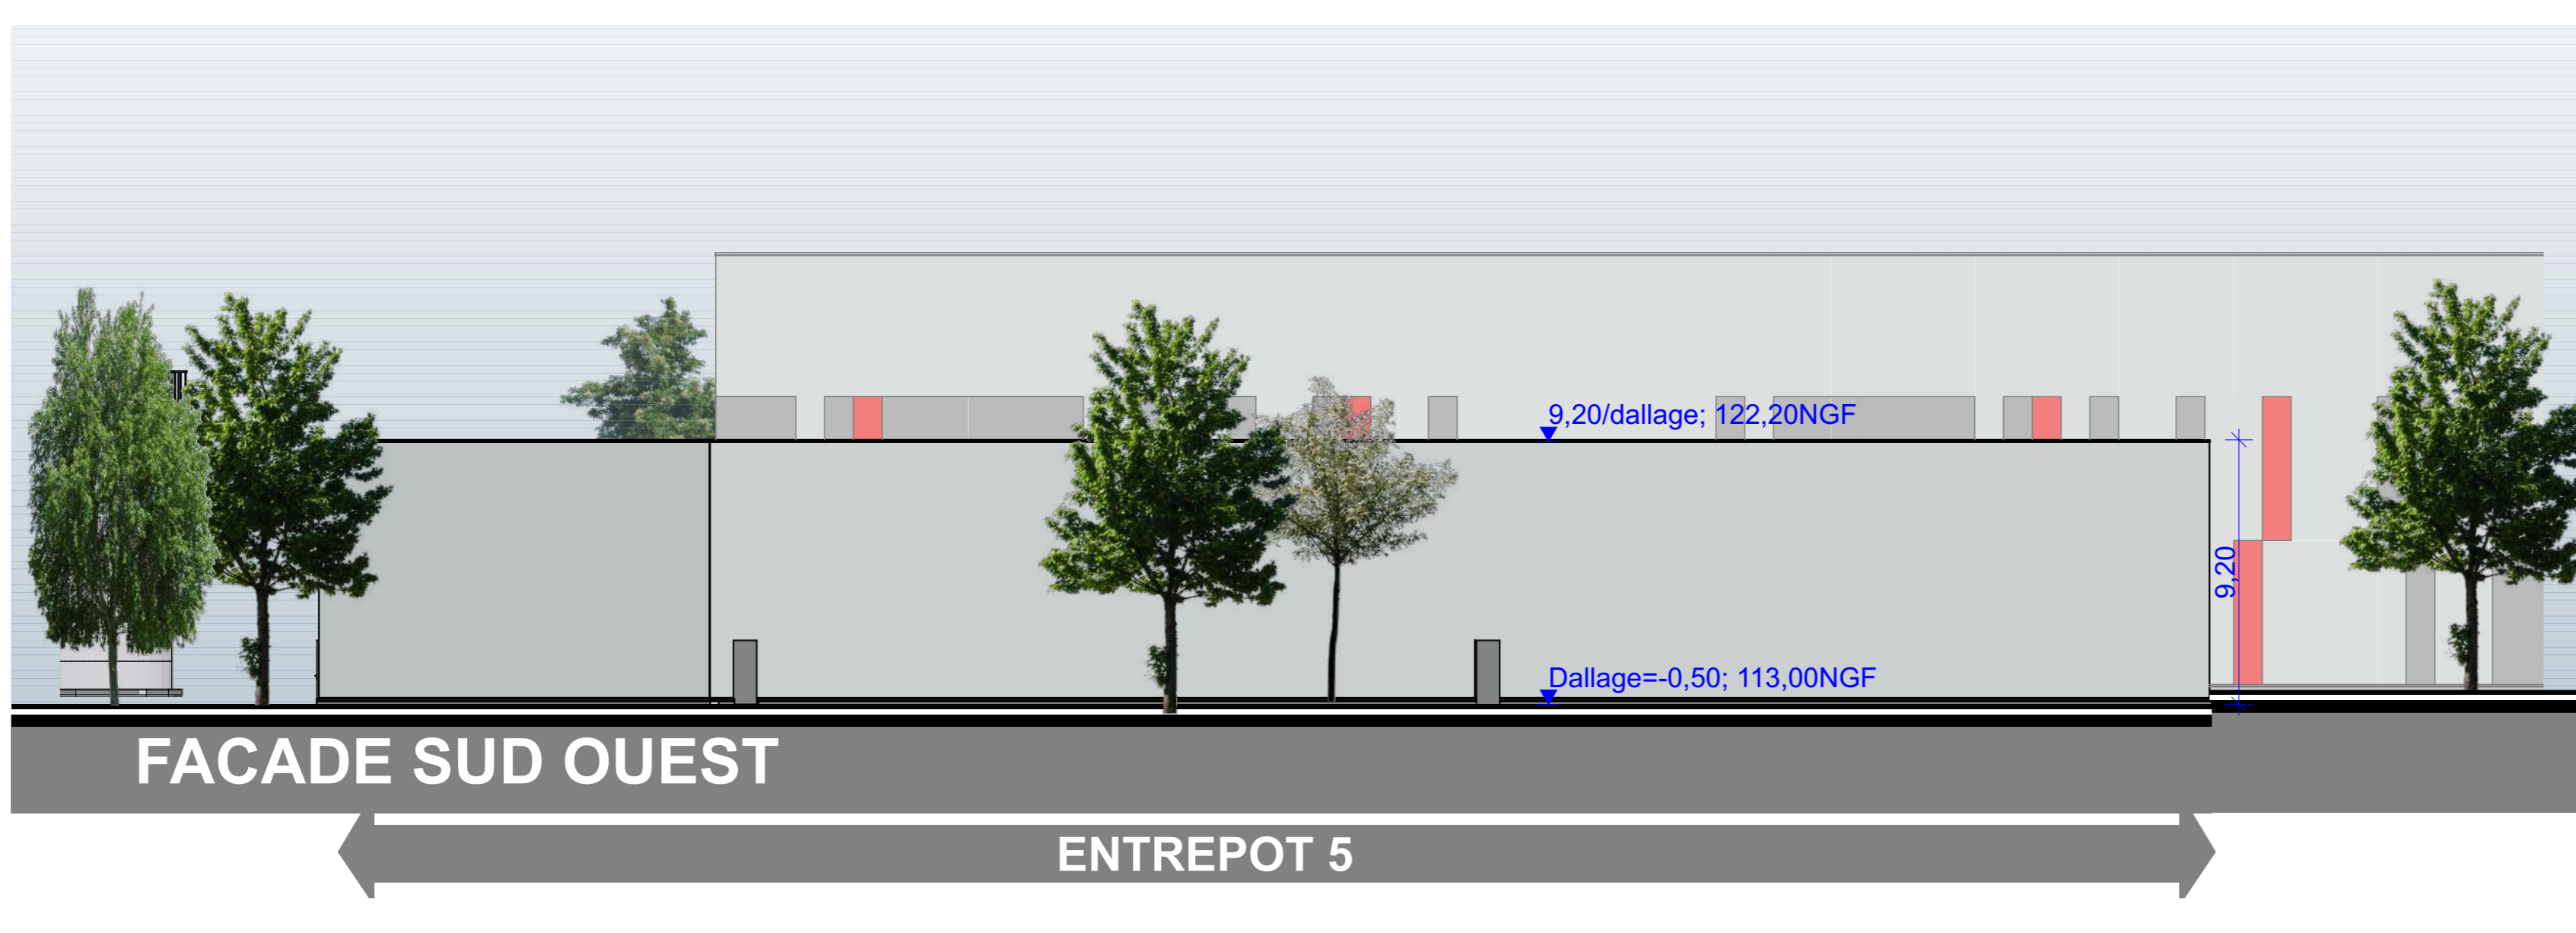 9,20/dallage; 122,20NGF
9,20
Dallage=-0,50; 113,00NGF
FACADE SUD OUEST
ENTREPOT 5